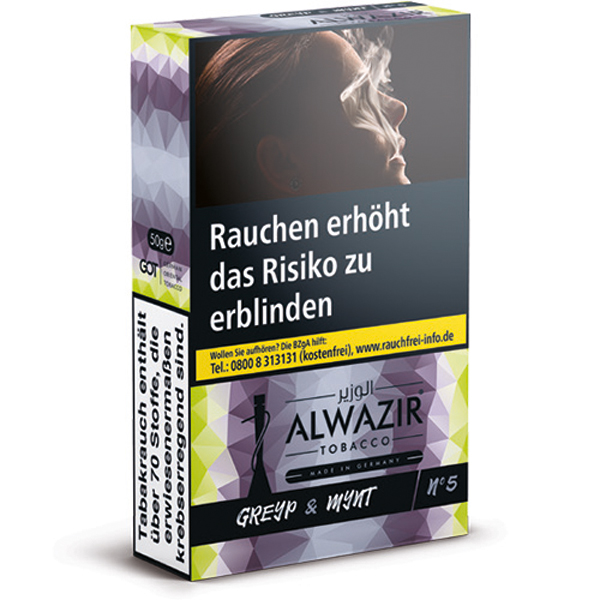 Rauchen erhöht
das Risiko zu
erblinden
Wollen Sie aufhören? Die BZgA hilft:
Tel.: 0800 8 313131 (kostenfrei), www.rauchfrei-info.de
الوزير
ALWAZIR®
TOBACCO
MADE IN GERMANY
GREYP & MYNT
N°5
50g℮
GOT
TOBACCO
Tabakrauch enthält
über 70 Stoffe, die
erwiesenermaßen
krebserregend sind.